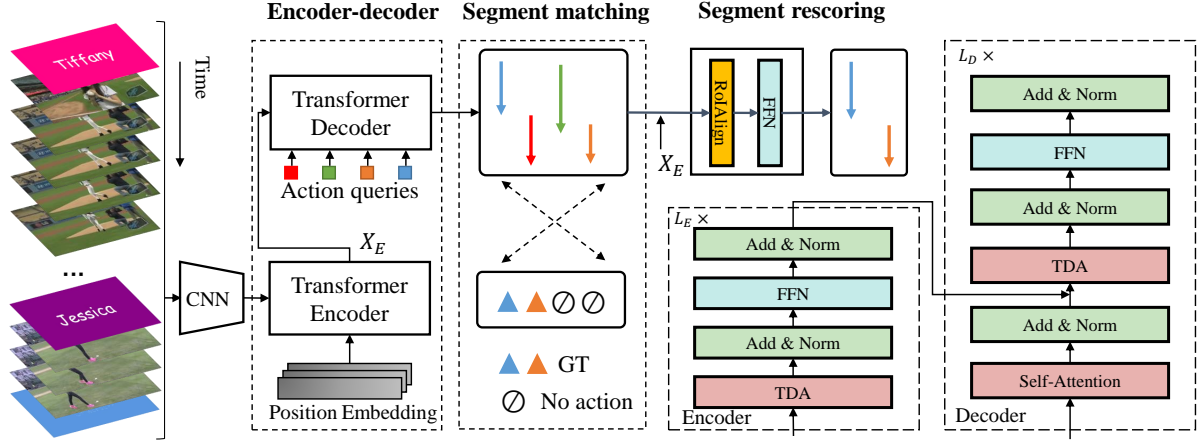 Encoder-decoder
Segment matching
Segment rescoring
Tiffany
Time
...
Jessica
CNN
Transformer
Decoder
Action queries
X_E
Transformer
Encoder
Position Embedding
GT
No action
X_E
RoIAlign
FFN
L_E ×
Add & Norm
FFN
Add & Norm
TDA
Encoder
L_D ×
Add & Norm
FFN
Add & Norm
TDA
Add & Norm
Self-Attention
Decoder